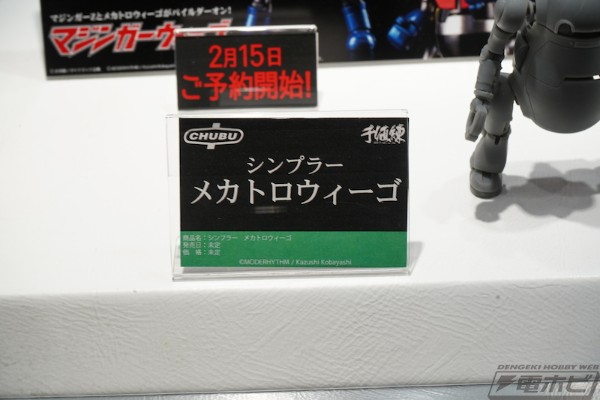 マジンガーZとメカトロウィーゴがパイルダーオン!
マジンカーウィーゴ
2月15日
ご予約開始!
CHUBU
シンプラー
メカトロウィーゴ
商品名:シンプラー メカトロウィーゴ
発売日:未定
価 格:未定
©MODERHYTHM / Kazushi Kobayashi
DENGEKI HOBBY WEB
電ホビ